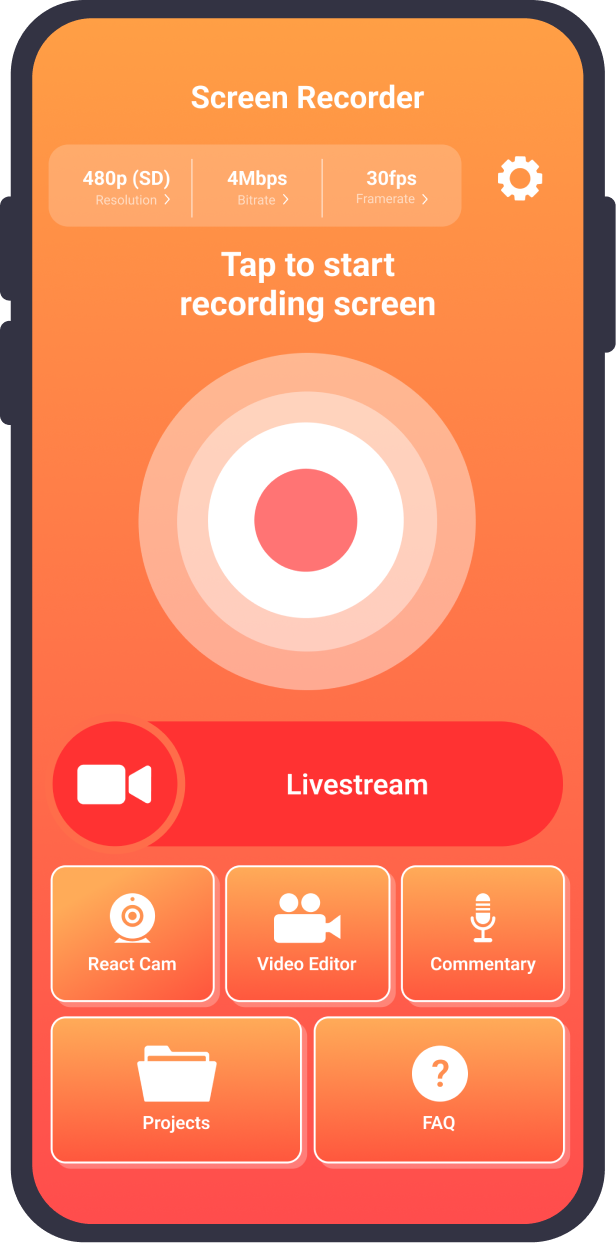 Screen Recorder
480p (SD) 4Mbps 30fps
Resolution Bitrate Framerate
Tap to start
recording screen
Livestream
React Cam Video Editor Commentary
?
Projects FAQ